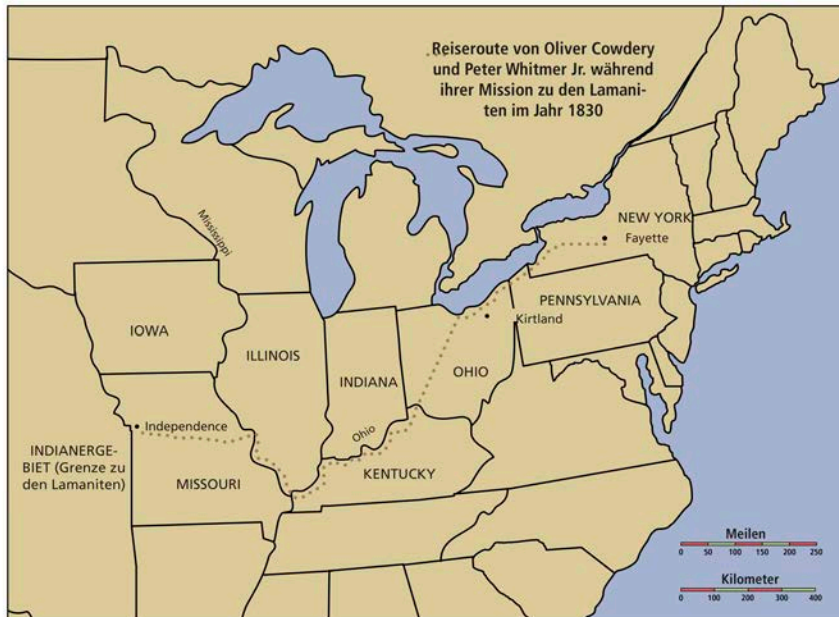 Reiseroute von Oliver Cowdery
und Peter Whitmer Jr. während
ihrer Mission zu den Lamani-
ten im Jahr 1830
NEW YORK
Fayette
Mississippi
PENNSYLVANIA
Kirtland
IOWA
ILLINOIS
INDIANA
OHIO
Independence
Ohio
INDIANERGE-
BIET (Grenze zu
den Lamaniten)
MISSOURI
KENTUCKY
Meilen
0 50 100 150 200 250
Kilometer
0 100 200 300 400